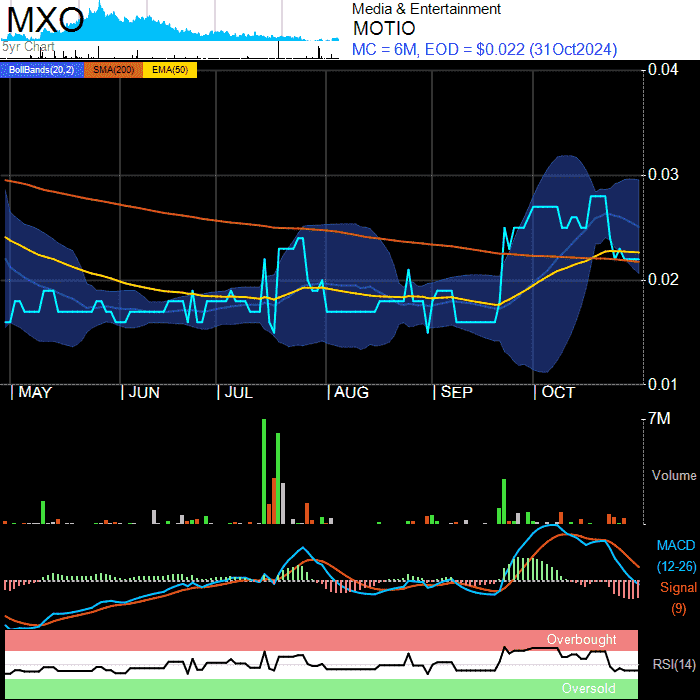 MXO
5yr Chart
Media & Entertainment
MOTIO
MC = 6M, EOD = $0.022 (31Oct2024)
BollBands(20,2) SMA(200) EMA(50)
0.04
0.03
0.02
0.01
MAY JUN JUL AUG SEP OCT
7M
Volume
MACD
(12-26)
Signal
(9)
Overbought
RSI(14)
Oversold